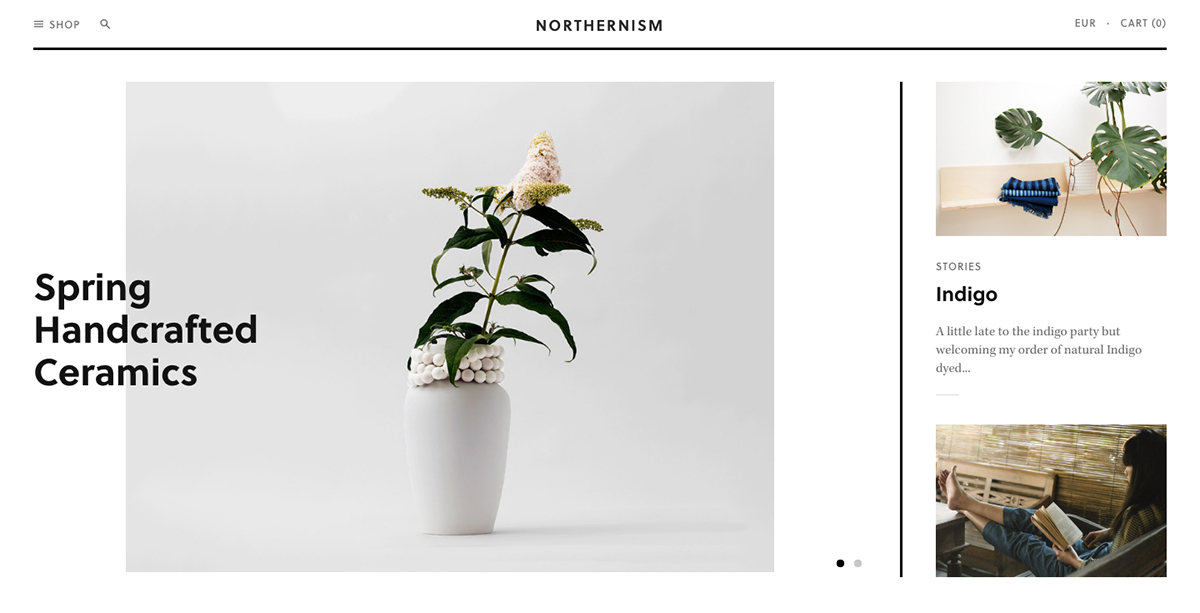 SHOP
NORTHERNISM
EUR · CART (0)
Spring
Handcrafted
Ceramics
STORIES
Indigo
A little late to the indigo party but
welcoming my order of natural Indigo
dyed...